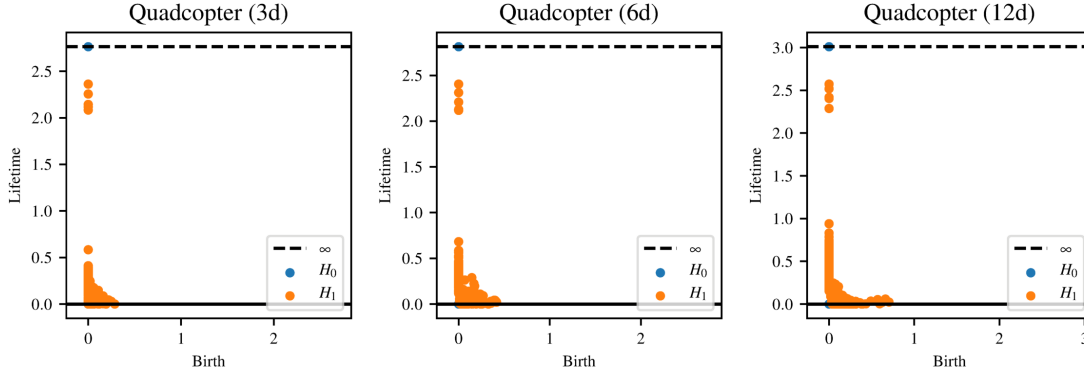 Quadcopter (3d)
2.5
2.0
1.5
1.0
0.5
0.0
Lifetime
0
1
2
Birth
∞
H₀
H₁
Quadcopter (6d)
2.5
2.0
1.5
1.0
0.5
0.0
Lifetime
0
1
2
Birth
∞
H₀
H₁
Quadcopter (12d)
3.0
2.5
2.0
1.5
1.0
0.5
0.0
Lifetime
0
1
2
3
Birth
∞
H₀
H₁